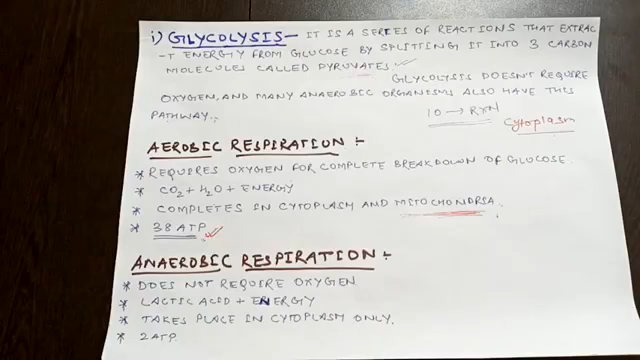 i) GLYCOLYSIS - IT IS A SERIES OF REACTIONS THAT EXTRAC
-T ENERGY FROM GLUCOSE BY SPLITTING IT INTO 3 CARBON
MOLECULES CALLED PYRUVATES
GLYCOLYSIS DOESN'T REQUIRE
OXYGEN, AND MANY ANAEROBIC ORGANISMS ALSO HAVE THIS
PATHWAY.
10 → RXN
Cytoplasm
AEROBIC RESPIRATION :-
* REQUIRES OXYGEN FOR COMPLETE BREAKDOWN OF GLUCOSE
* CO2 + H2O + ENERGY
* COMPLETES IN CYTOPLASM AND MITOCHONDRIA.
* 38 ATP
ANAEROBIC RESPIRATION :-
* DOES NOT REQUIRE OXYGEN
* LACTIC ACID + ENERGY
* TAKES PLACE IN CYTOPLASM ONLY.
* 2 ATP